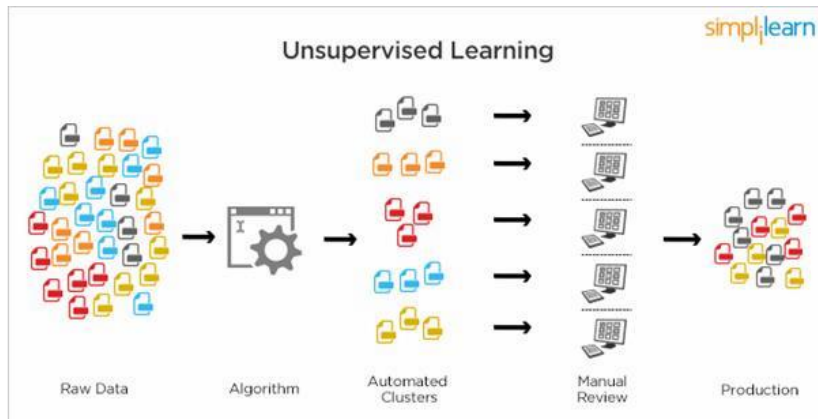 simplilearn
Unsupervised Learning
Raw Data
Algorithm
Automated
Clusters
Manual
Review
Production